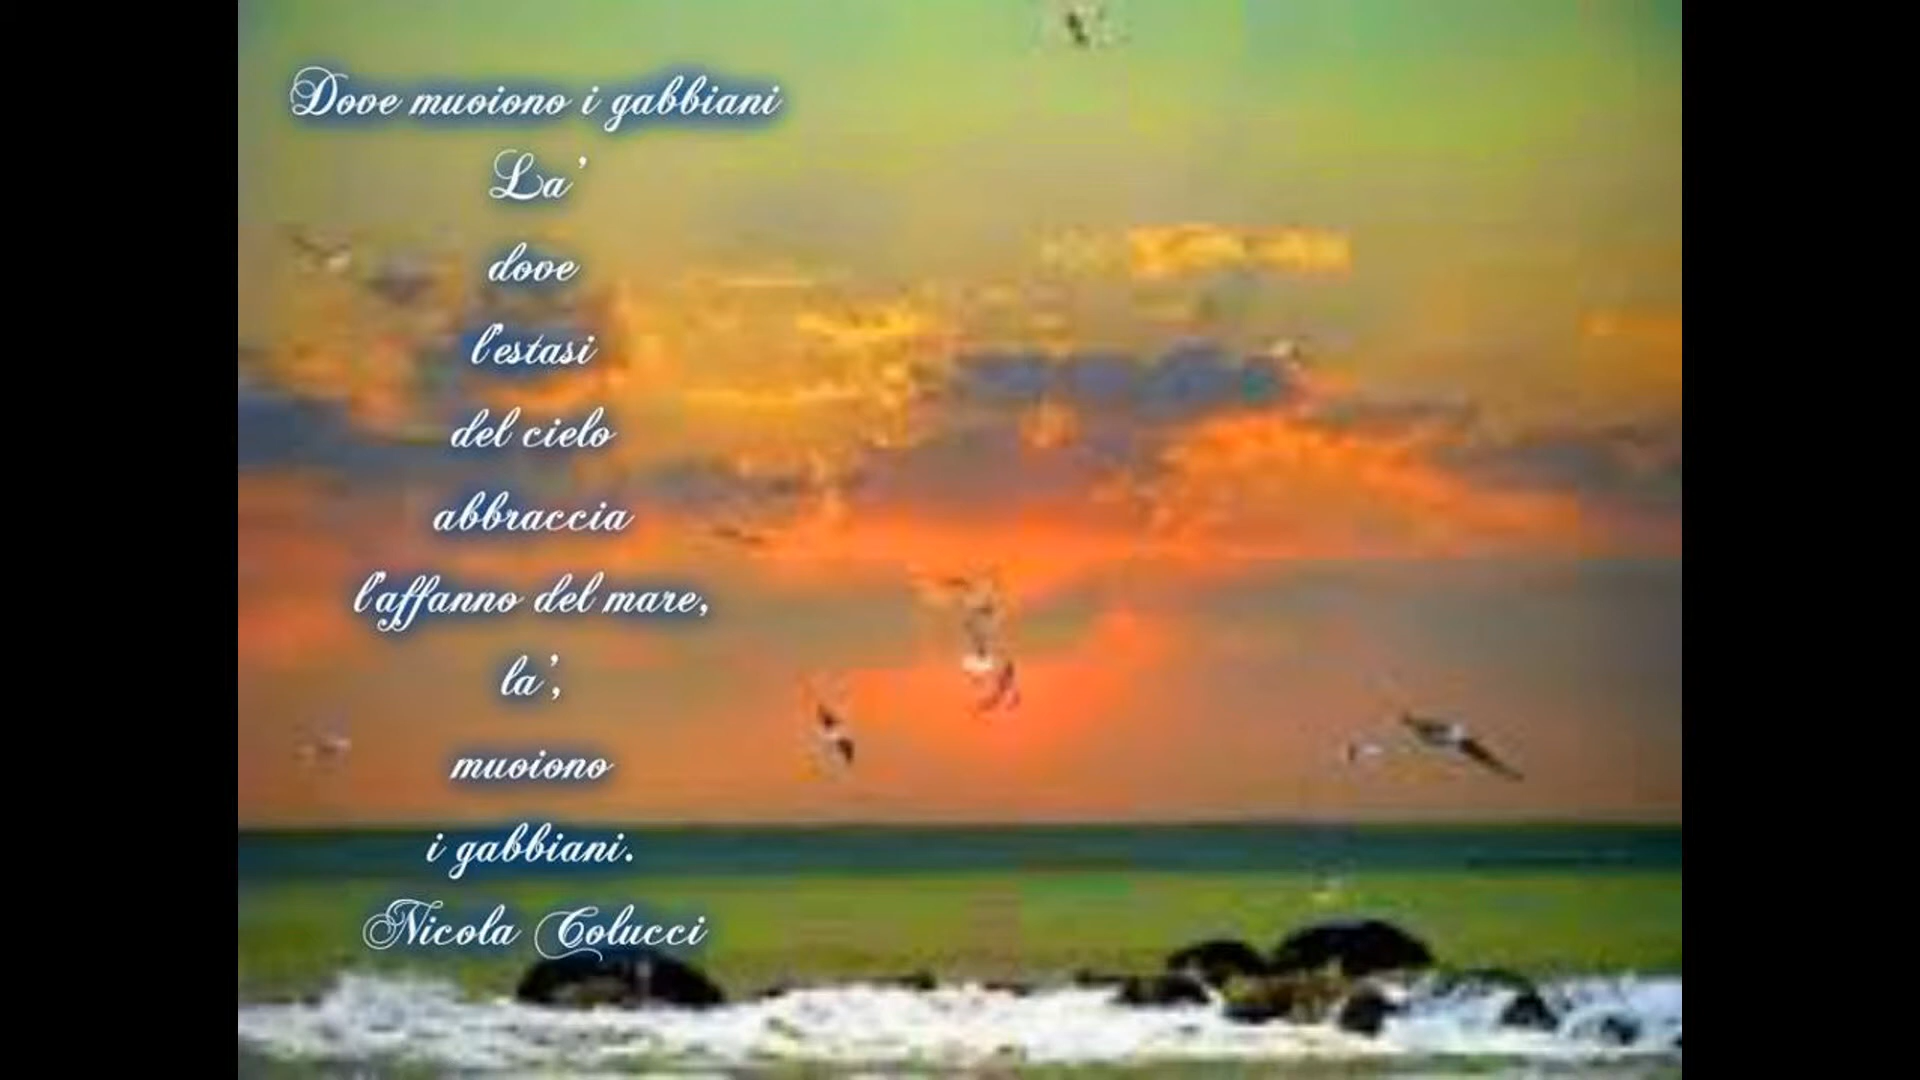 Dove muoiono i gabbiani
La'
dove
l'estasi
del cielo
abbraccia
l'affanno del mare,
la',
muoiono
i gabbiani.
Nicola Colucci